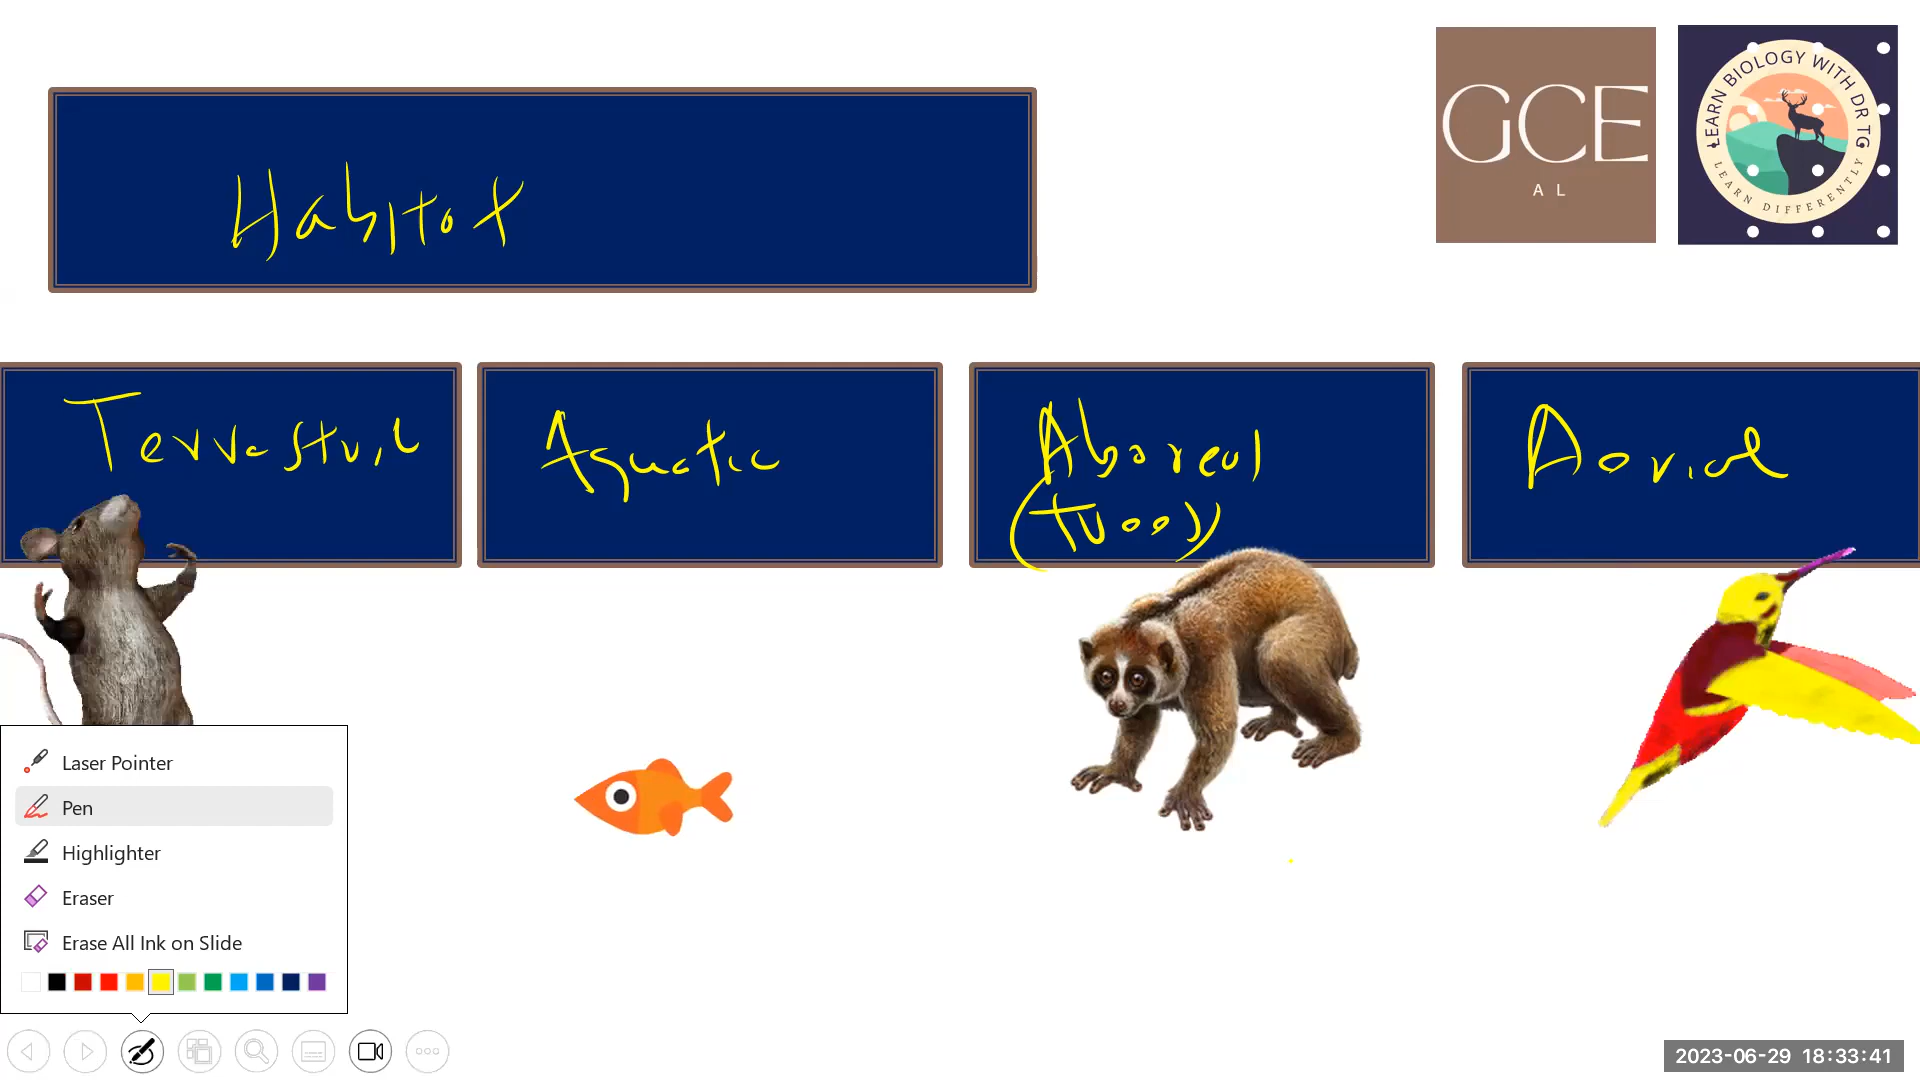 Habitat
GCE
A L
LEARN BIOLOGY WITH DR TG
LEARN DIFFERENTLY
Terrestrial
Aquatic
Aboreal
(trees)
Aerial
Laser Pointer
Pen
Highlighter
Eraser
Erase All Ink on Slide
2023-06-29 18:33:41